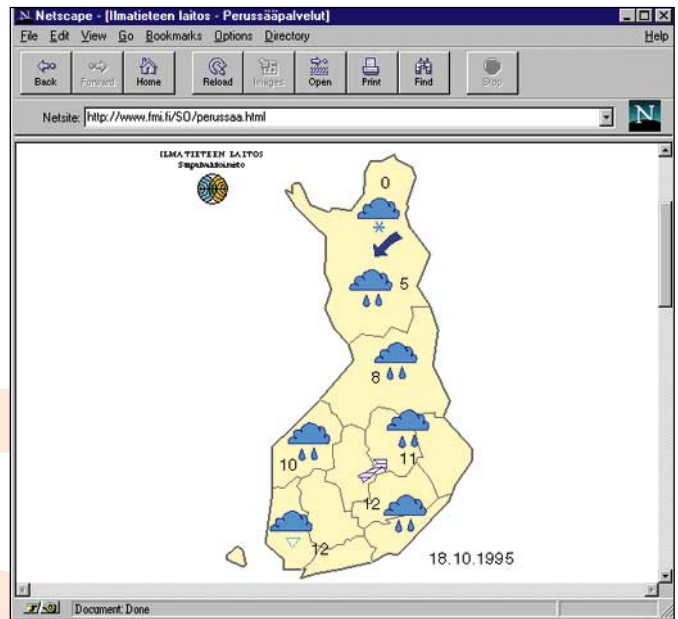 Netscape - [Ilmatieteen laitos - Perussääpalvelut]
File Edit View Go Bookmarks Options Directory Help
Back Forward Home Reload Images Open Print Find Stop
Netsite: http://www.fmi.fi/SO/perussaa.html
N
ILMATIETEEN LAITOS
Sääpalvelutoimisto
0
5
8
11
10
12
12
18.10.1995
Document: Done